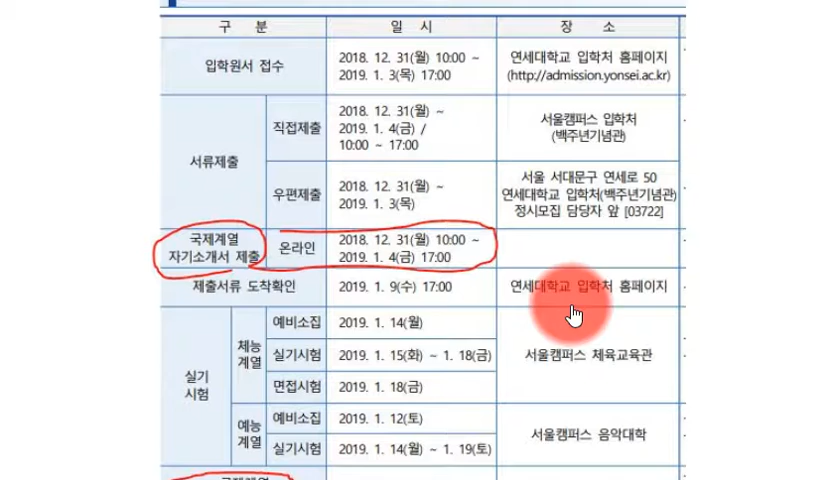 구 분
일 시
장 소
입학원서 접수
2018. 12. 31(월) 10:00 ~
2019. 1. 3(목) 17:00
연세대학교 입학처 홈페이지
(http://admission.yonsei.ac.kr)
서류제출
직접제출
2018. 12. 31(월) ~
2019. 1. 4(금) /
10:00 ~ 17:00
서울캠퍼스 입학처
(백주년기념관)
우편제출
2018. 12. 31(월) ~
2019. 1. 3(목)
서울 서대문구 연세로 50
연세대학교 입학처(백주년기념관)
정시모집 담당자 앞 [03722]
국제계열
자기소개서 제출
온라인
2018. 12. 31(월) 10:00 ~
2019. 1. 4(금) 17:00
제출서류 도착확인
2019. 1. 9(수) 17:00
연세대학교 입학처 홈페이지
실기
시험
체능
계열
예비소집
2019. 1. 14(월)
실기시험
2019. 1. 15(화) ~ 1. 18(금)
면접시험
2019. 1. 18(금)
서울캠퍼스 체육교육관
예능
계열
예비소집
2019. 1. 12(토)
실기시험
2019. 1. 14(월) ~ 1. 19(토)
서울캠퍼스 음악대학